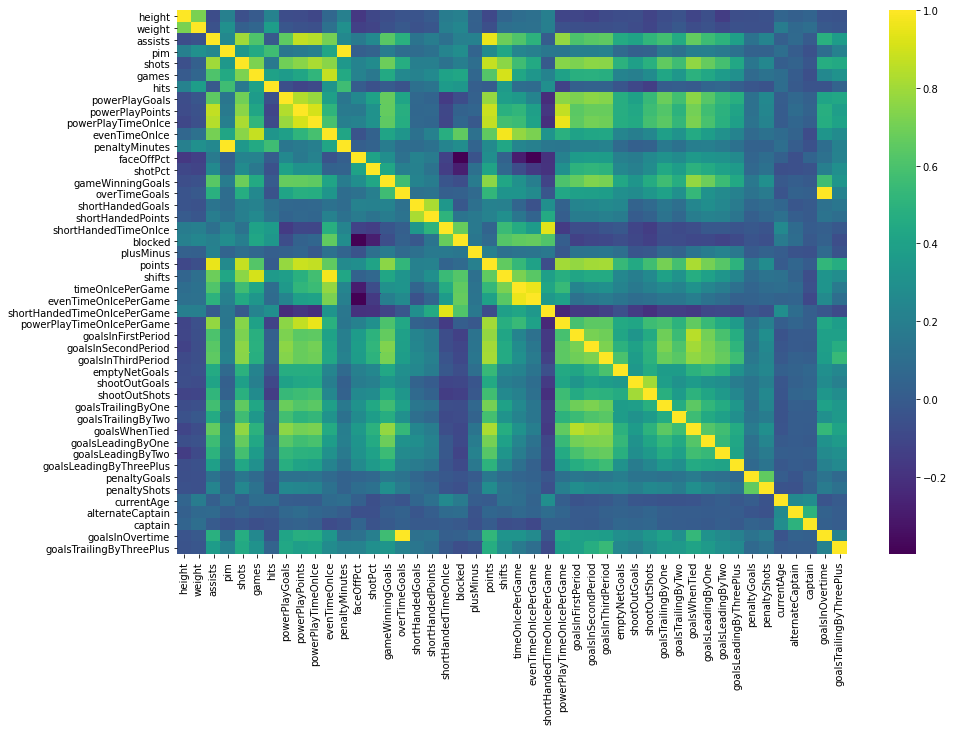 height
weight
assists
pim
shots
games
hits
powerPlayGoals
powerPlayPoints
powerPlayTimeOnIce
evenTimeOnIce
penaltyMinutes
faceOffPct
shotPct
gameWinningGoals
overTimeGoals
shortHandedGoals
shortHandedPoints
shortHandedTimeOnIce
blocked
plusMinus
points
shifts
timeOnIcePerGame
evenTimeOnIcePerGame
shortHandedTimeOnIcePerGame
powerPlayTimeOnIcePerGame
goalsInFirstPeriod
goalsInSecondPeriod
goalsInThirdPeriod
emptyNetGoals
shootOutGoals
shootOutShots
goalsTrailingByOne
goalsTrailingByTwo
goalsWhenTied
goalsLeadingByOne
goalsLeadingByTwo
goalsLeadingByThreePlus
penaltyGoals
penaltyShots
currentAge
alternateCaptain
captain
goalsInOvertime
goalsTrailingByThreePlus
height
weight
assists
pim
shots
games
hits
powerPlayGoals
powerPlayPoints
powerPlayTimeOnIce
evenTimeOnIce
penaltyMinutes
faceOffPct
shotPct
gameWinningGoals
overTimeGoals
shortHandedGoals
shortHandedPoints
shortHandedTimeOnIce
blocked
plusMinus
points
shifts
timeOnIcePerGame
evenTimeOnIcePerGame
shortHandedTimeOnIcePerGame
powerPlayTimeOnIcePerGame
goalsInFirstPeriod
goalsInSecondPeriod
goalsInThirdPeriod
emptyNetGoals
shootOutGoals
shootOutShots
goalsTrailingByOne
goalsTrailingByTwo
goalsWhenTied
goalsLeadingByOne
goalsLeadingByTwo
goalsLeadingByThreePlus
penaltyGoals
penaltyShots
currentAge
alternateCaptain
captain
goalsInOvertime
goalsTrailingByThreePlus
1.0
0.8
0.6
0.4
0.2
0.0
−0.2